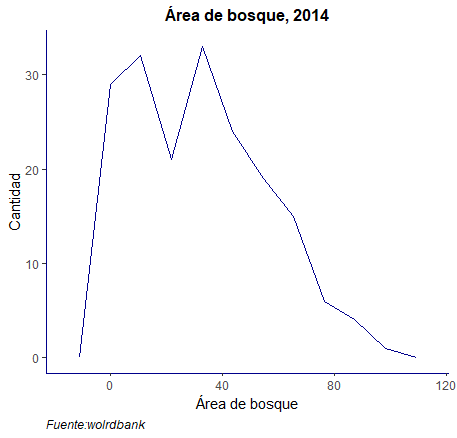 Área de bosque, 2014
Cantidad
30
20
10
0
0 40 80 120
Área de bosque
Fuente:wolrdbank